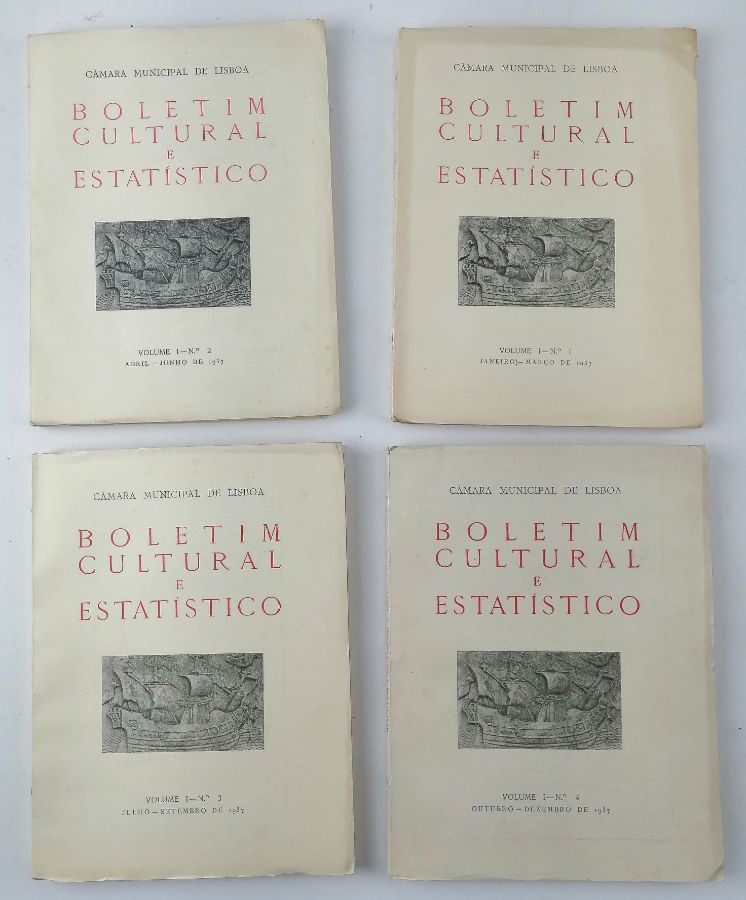 CÂMARA MUNICIPAL DE LISBOA
BOLETIM
CULTURAL
E
ESTATÍSTICO
VOLUME I—N.º 2
ABRIL—JUNHO DE 1937
CÂMARA MUNICIPAL DE LISBOA
BOLETIM
CULTURAL
E
ESTATÍSTICO
VOLUME I—N.º 1
JANEIRO—MARÇO DE 1937
CÂMARA MUNICIPAL DE LISBOA
BOLETIM
CULTURAL
E
ESTATÍSTICO
VOLUME I—N.º 3
JULHO—SETEMBRO DE 1937
CÂMARA MUNICIPAL DE LISBOA
BOLETIM
CULTURAL
E
ESTATÍSTICO
VOLUME I—N.º 4
OUTUBRO—DEZEMBRO DE 1937